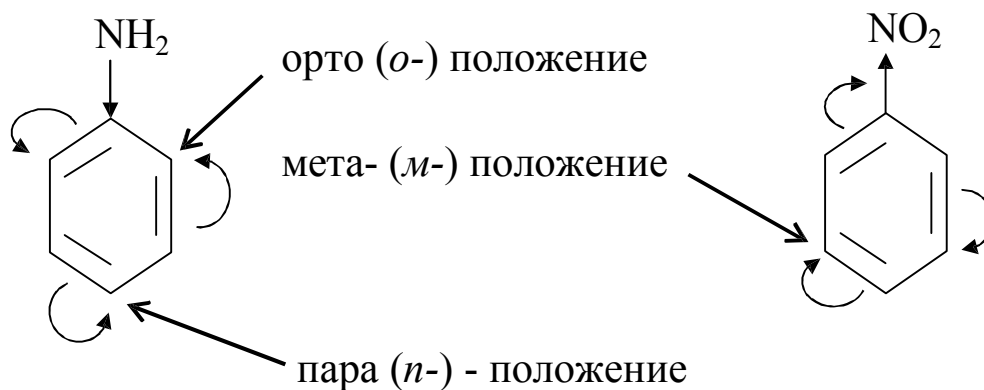 NH₂
NO₂
орто (о-) положение
мета- (м-) положение
пара (п-) - положение